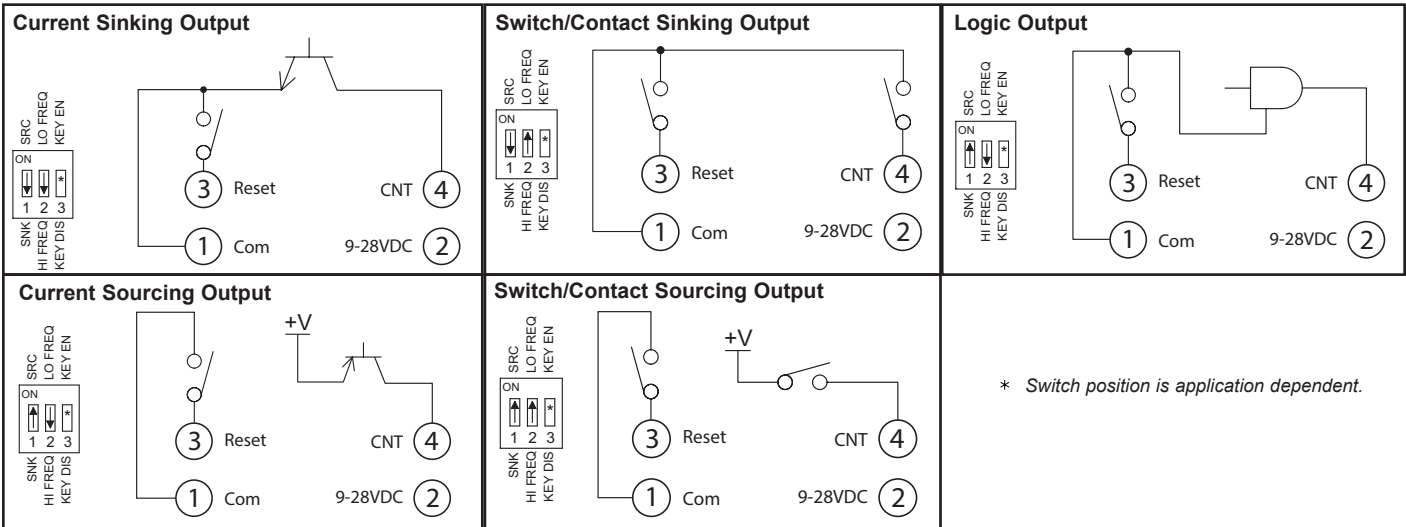 Current Sinking Output
SRC
LO FREQ
KEY EN
ON
*
1 2 3
SNK
HI FREQ
KEY DIS
3 Reset
CNT 4
1 Com
9-28VDC 2
Switch/Contact Sinking Output
SRC
LO FREQ
KEY EN
ON
*
1 2 3
SNK
HI FREQ
KEY DIS
3 Reset
CNT 4
1 Com
9-28VDC 2
Logic Output
SRC
LO FREQ
KEY EN
ON
*
1 2 3
SNK
HI FREQ
KEY DIS
3 Reset
CNT 4
1 Com
9-28VDC 2
Current Sourcing Output
SRC
LO FREQ
KEY EN
ON
*
1 2 3
SNK
HI FREQ
KEY DIS
+V
3 Reset
CNT 4
1 Com
9-28VDC 2
Switch/Contact Sourcing Output
SRC
LO FREQ
KEY EN
ON
*
1 2 3
SNK
HI FREQ
KEY DIS
+V
3 Reset
CNT 4
1 Com
9-28VDC 2
* Switch position is application dependent.